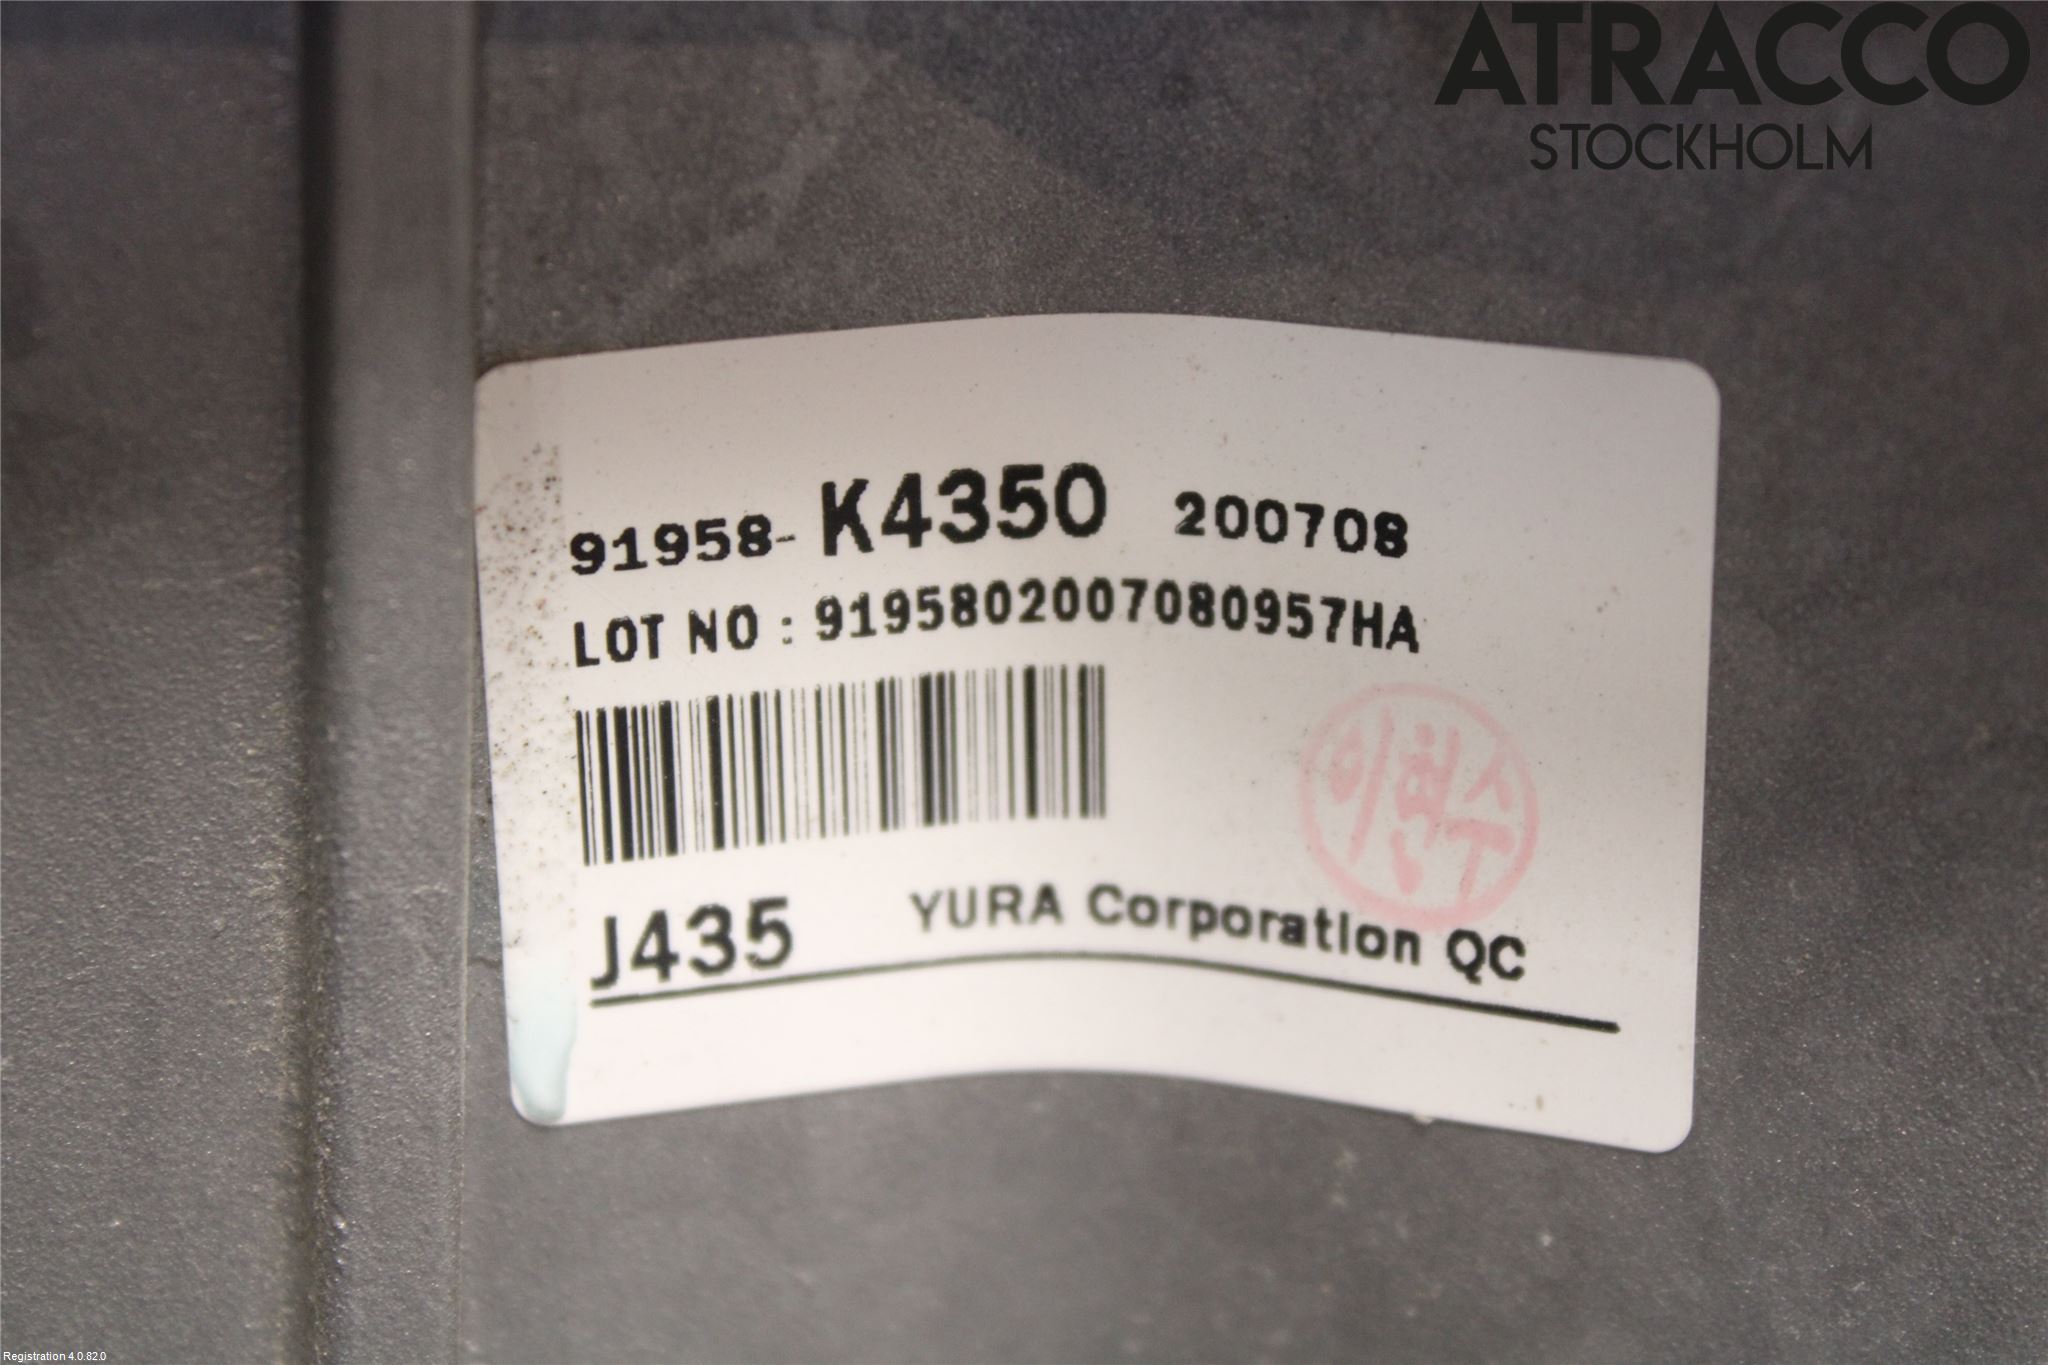 ATRACCO
STOCKHOLM
91958- K4350 200708
LOT NO : 9195802007080957HA
이현수
J435 YURA Corporation QC
Registration 4.0.82.0